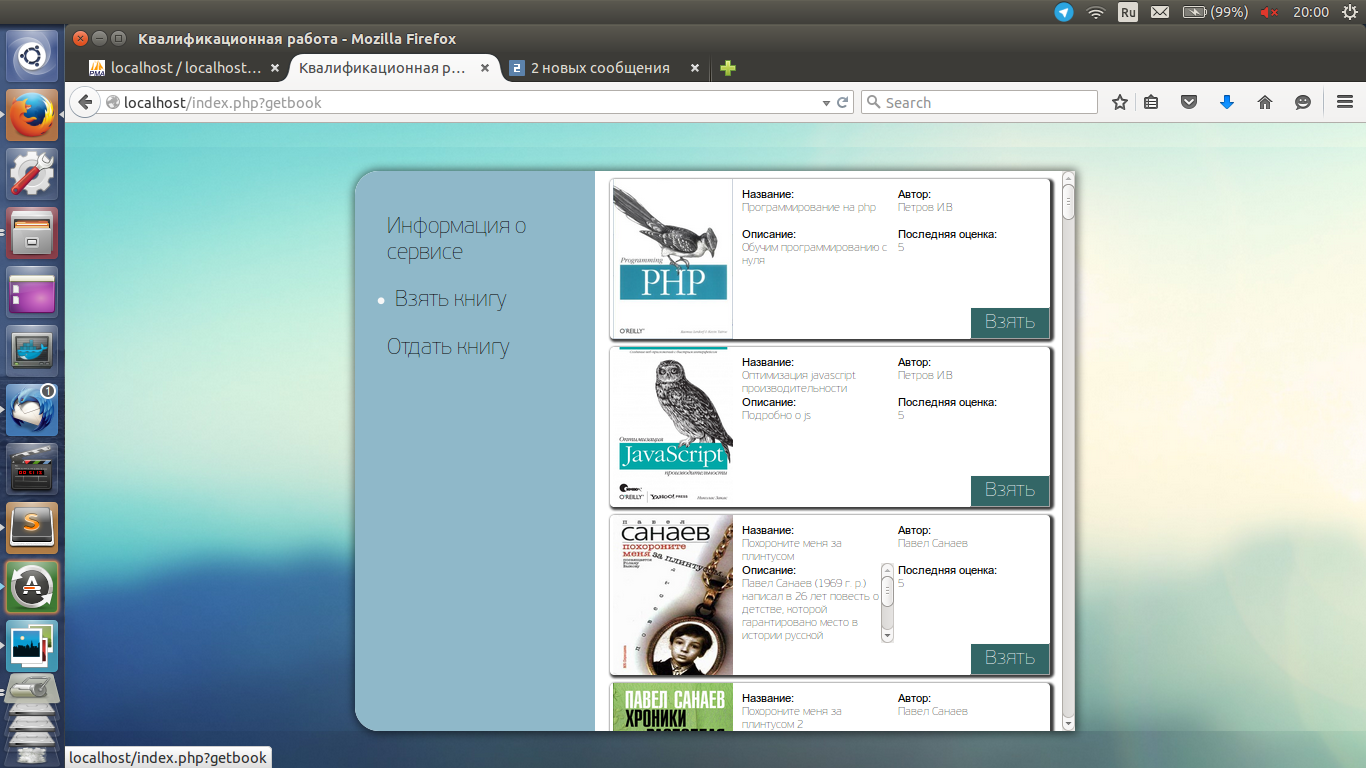 Ru
(99%)
20:00
Квалификационная работа - Mozilla Firefox
localhost / localhost...
Квалификационная р...
2 новых сообщения
localhost/index.php?getbook
Search
Информация о
сервисе
Взять книгу
Отдать книгу
Programming
PHP
O'REILLY
Название:
Программирование на php
Автор:
Петров И.В
Описание:
Обучим программированию с
нуля
Последняя оценка:
5
Взять
Оптимизация
JavaScript
производительности
O'REILLY
YAHOO! PRESS
Название:
Оптимизация javascript
производительности
Автор:
Петров И.В
Описание:
Подробно о js
Последняя оценка:
5
Взять
павел
санаев
похороните
меня за плинтусом
повесть
Название:
Похороните меня за
плинтусом
Автор:
Павел Санаев
Описание:
Павел Санаев (1969 г. р.)
написал в 26 лет повесть о
детстве, которой
гарантировано место в
истории русской
Последняя оценка:
5
Взять
ПАВЕЛ САНАЕВ
ХРОНИКИ
Название:
Похороните меня за
плинтусом 2
Автор:
Павел Санаев
1
localhost/index.php?getbook